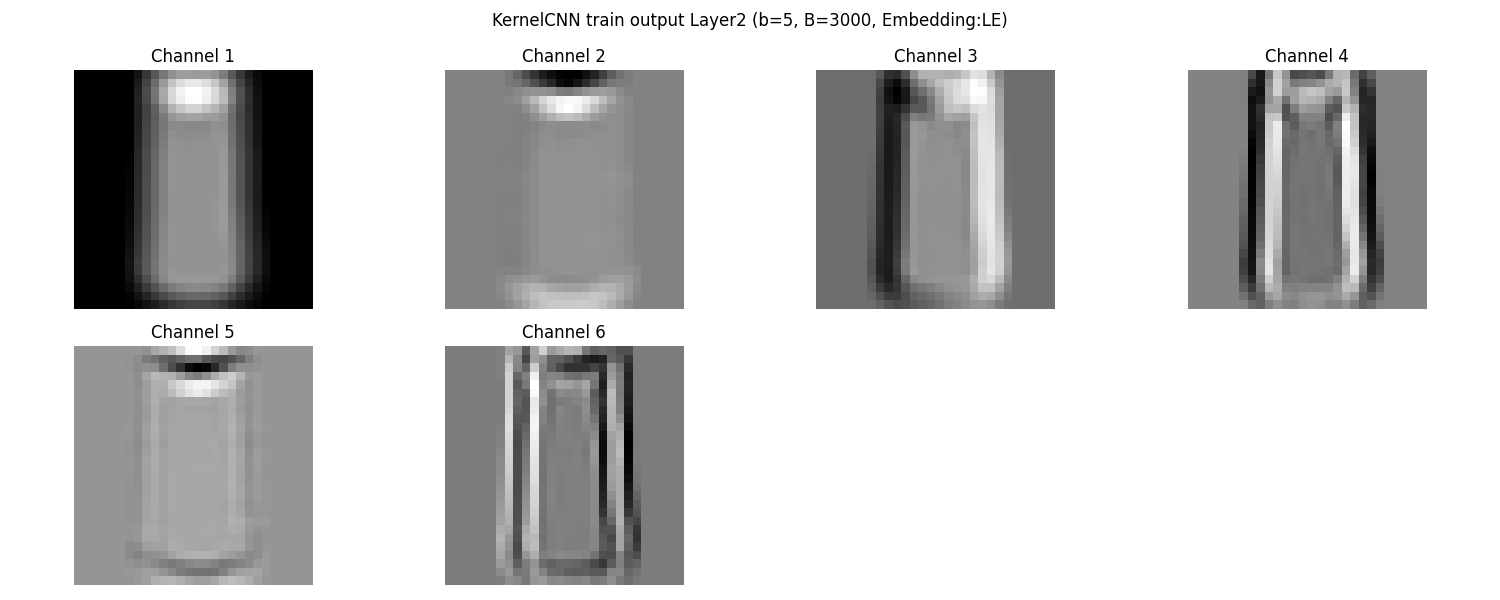 KernelCNN train output Layer2 (b=5, B=3000, Embedding:LE)
Channel 1
Channel 2
Channel 3
Channel 4
Channel 5
Channel 6